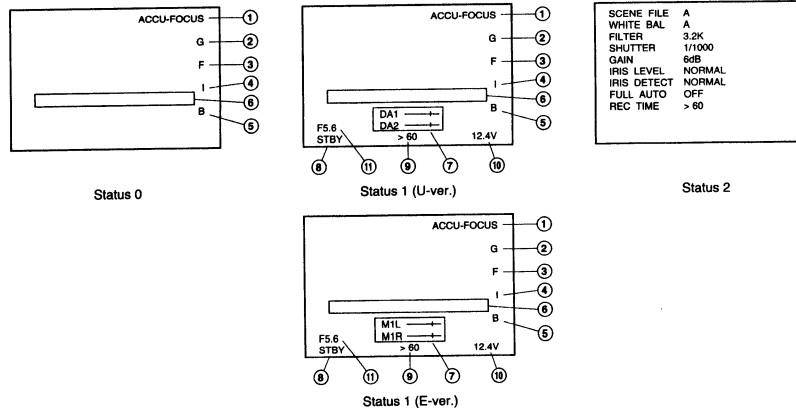 ACCU-FOCUS ①
G ②
F ③
I ④
⑥
B ⑤
Status 0
ACCU-FOCUS ①
G ②
F ③
I ④
⑥
B ⑤
DA1
DA2
F5.6
STBY > 60 12.4V
⑧ ⑪ ⑨ ⑦ ⑩
Status 1 (U-ver.)
SCENE FILE A
WHITE BAL A
FILTER 3.2K
SHUTTER 1/1000
GAIN 6dB
IRIS LEVEL NORMAL
IRIS DETECT NORMAL
FULL AUTO OFF
REC TIME > 60
Status 2
ACCU-FOCUS ①
G ②
F ③
I ④
⑥
B ⑤
M1L
M1R
F5.6
STBY > 60 12.4V
⑧ ⑪ ⑨ ⑦ ⑩
Status 1 (E-ver.)